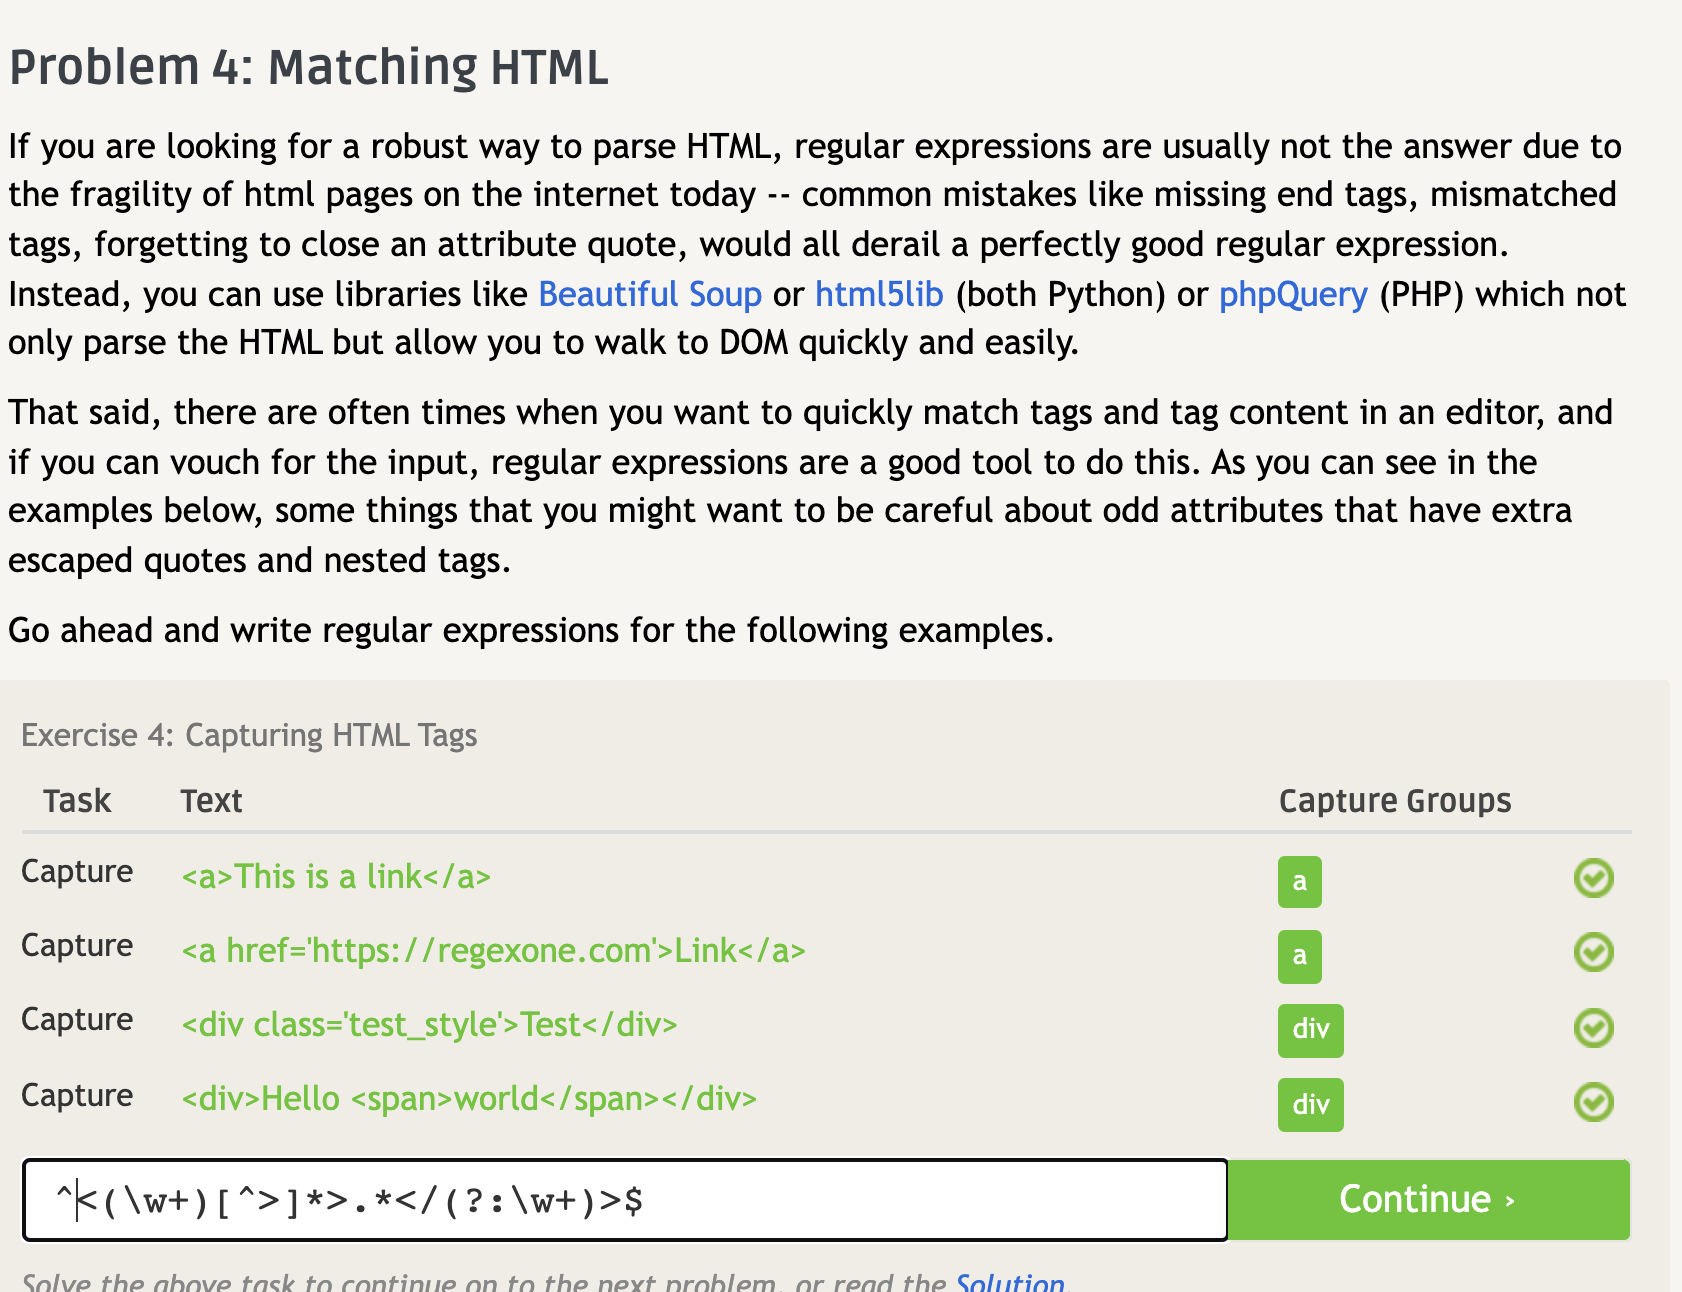 Problem 4: Matching HTML
If you are looking for a robust way to parse HTML, regular expressions are usually not the answer due to
the fragility of html pages on the internet today -- common mistakes like missing end tags, mismatched
tags, forgetting to close an attribute quote, would all derail a perfectly good regular expression.
Instead, you can use libraries like Beautiful Soup or html5lib (both Python) or phpQuery (PHP) which not
only parse the HTML but allow you to walk to DOM quickly and easily.
That said, there are often times when you want to quickly match tags and tag content in an editor, and
if you can vouch for the input, regular expressions are a good tool to do this. As you can see in the
examples below, some things that you might want to be careful about odd attributes that have extra
escaped quotes and nested tags.
Go ahead and write regular expressions for the following examples.
Exercise 4: Capturing HTML Tags
Task Text Capture Groups
Capture <a>This is a link</a> a
Capture <a href='https://regexone.com'>Link</a> a
Capture <div class='test_style'>Test</div> div
Capture <div>Hello <span>world</span></div> div
^<(\w+)[^>]*>.*</(?:\w+)>$ Continue ›
Solve the above task to continue on to the next problem, or read the Solution.